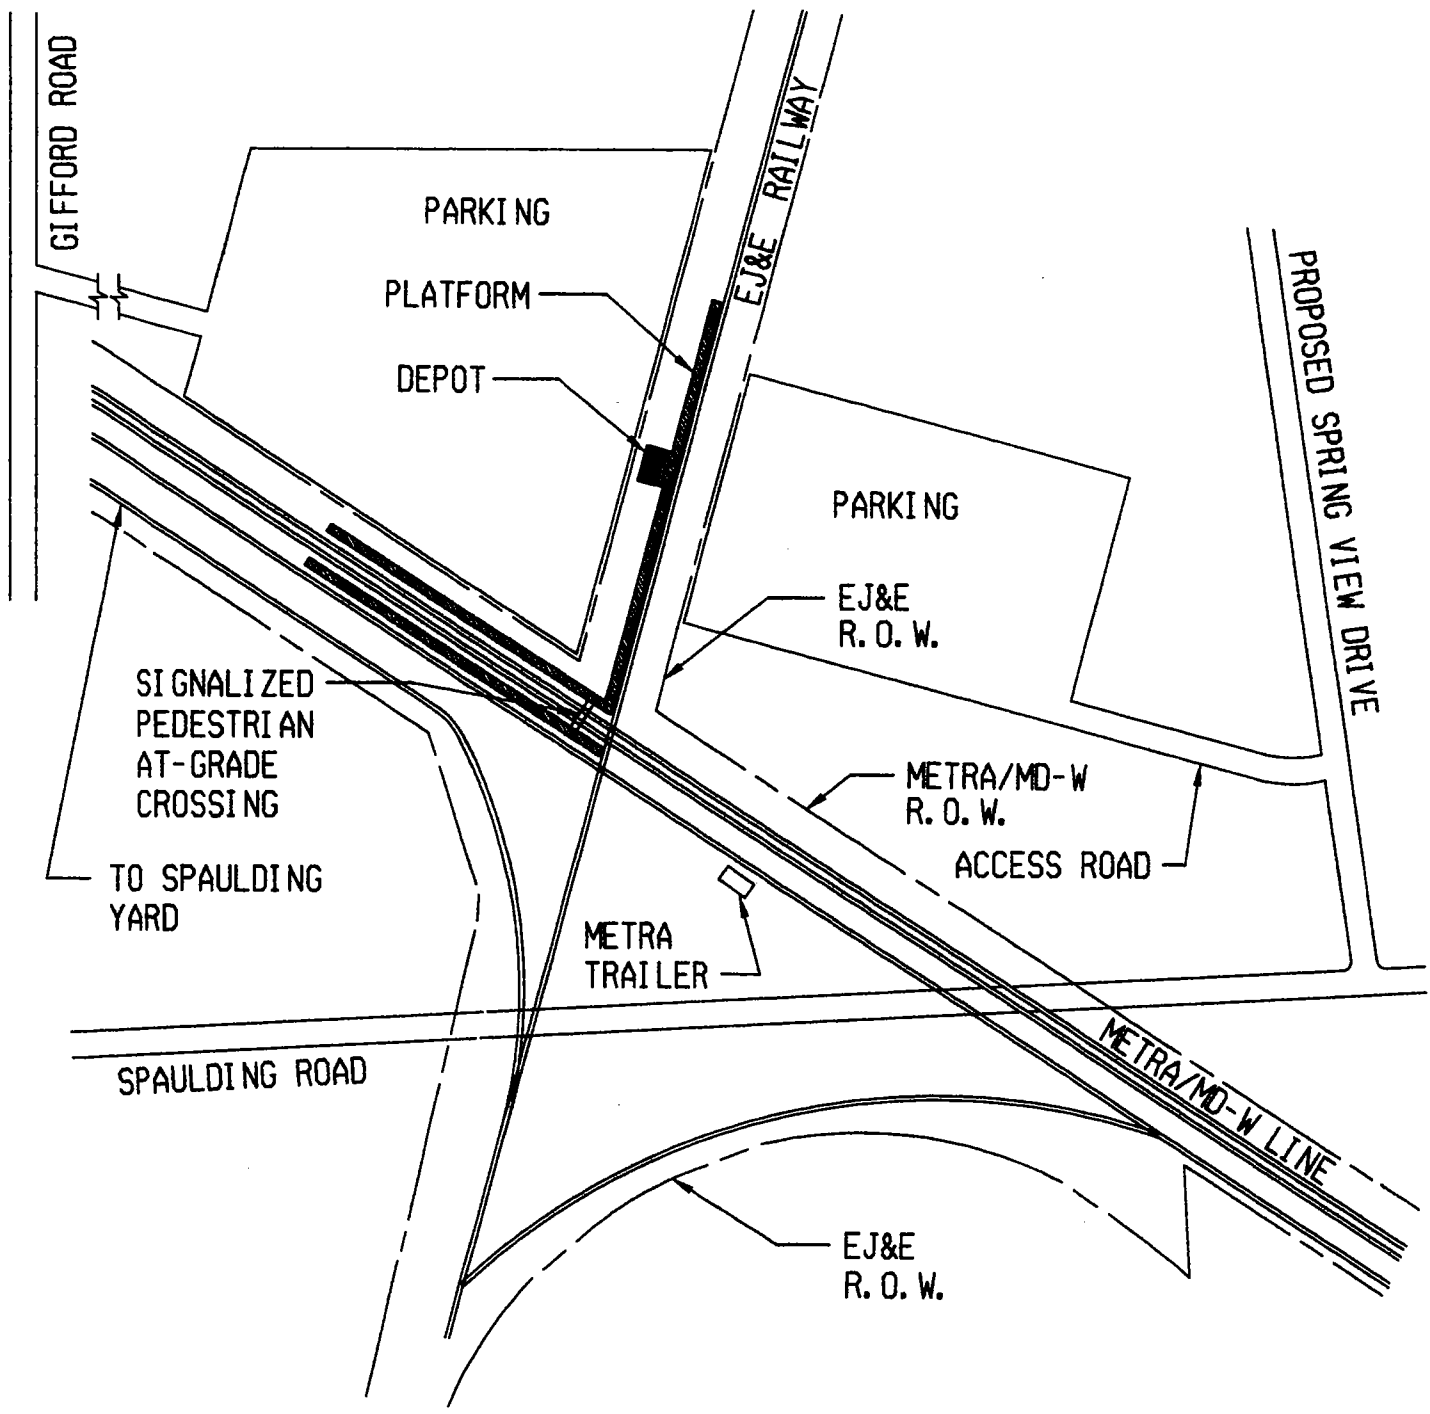 GIFFORD ROAD
PARKING
EJ&E RAILWAY
PLATFORM
DEPOT
PROPOSED SPRING VIEW DRIVE
PARKING
EJ&E
R.O.W.
SIGNALIZED
PEDESTRIAN
AT-GRADE
CROSSING
METRA/MD-W
R.O.W.
ACCESS ROAD
TO SPAULDING
YARD
METRA
TRAILER
SPAULDING ROAD
METRA/MD-W LINE
EJ&E
R.O.W.